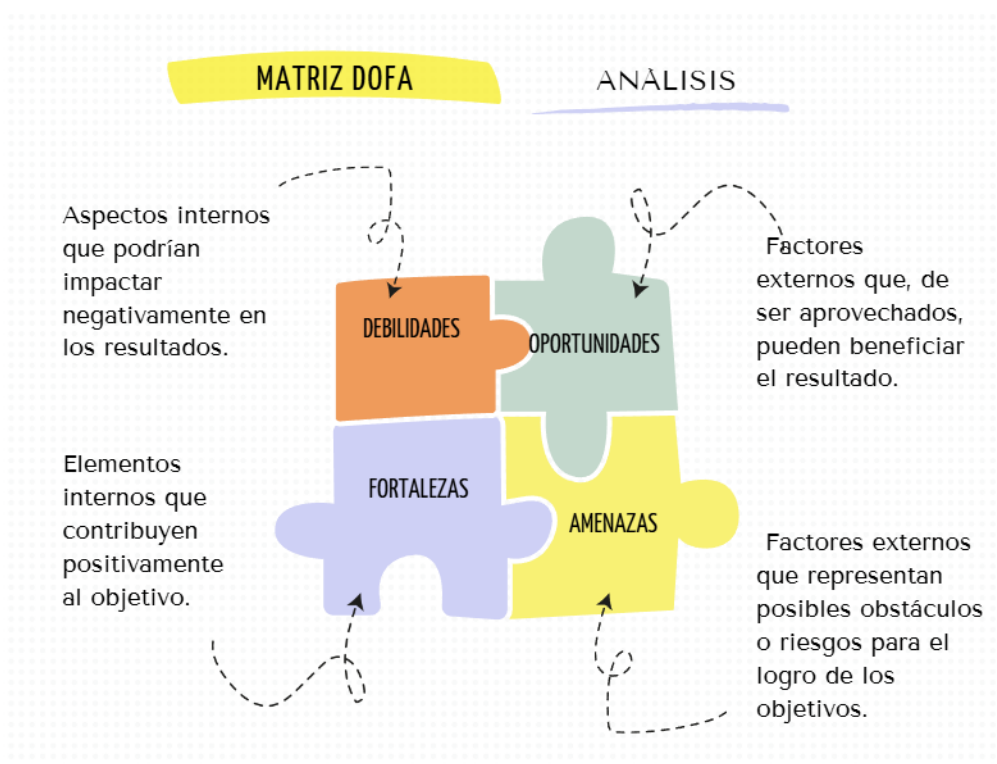 MATRIZ DOFA
ANÀLISIS
Aspectos internos
que podrían
impactar
negativamente en
los resultados.
DEBILIDADES
OPORTUNIDADES
Factores
externos que, de
ser aprovechados,
pueden beneficiar
el resultado.
Elementos
internos que
contribuyen
positivamente
al objetivo.
FORTALEZAS
AMENAZAS
Factores externos
que representan
posibles obstáculos
o riesgos para el
logro de los
objetivos.